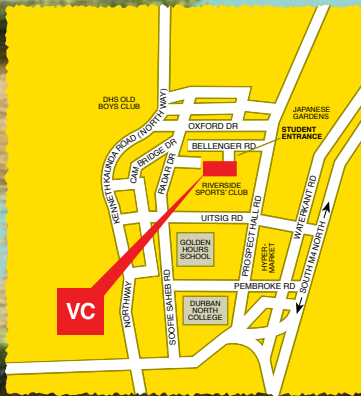 DHS OLD
BOYS CLUB
JAPANESE
GARDENS
STUDENT
ENTRANCE
OXFORD DR
BELLENGER RD
KENNETH KAUNDA ROAD (NORTH WAY)
CAM BRIDGE DR
RADAR DR
RIVERSIDE
SPORTS' CLUB
UITSIG RD
PROSPECT HALL RD
WATERKANT RD
SOUTH M4 NORTH
GOLDEN
HOURS
SCHOOL
HYPER-
MARKET
PEMBROKE RD
NORTHWAY
SOOFIE SAHEB RD
DURBAN
NORTH
COLLEGE
VC